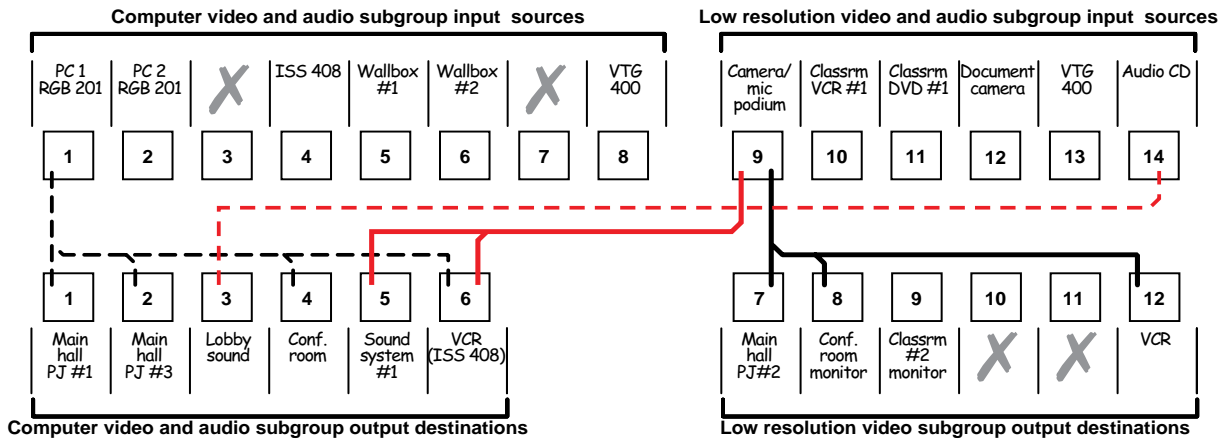 Computer video and audio subgroup input sources
Low resolution video and audio subgroup input sources
PC 1
RGB 201
PC 2
RGB 201
ISS 408
Wallbox
#1
Wallbox
#2
VTG
400
Camera/
mic
podium
Classrm
VCR #1
Classrm
DVD #1
Document
camera
VTG
400
Audio CD
1 2 3 4 5 6 7 8 9 10 11 12 13 14
1 2 3 4 5 6 7 8 9 10 11 12
Main
hall
PJ #1
Main
hall
PJ #3
Lobby
sound
Conf.
room
Sound
system
#1
VCR
(ISS 408)
Main
hall
PJ#2
Conf.
room
monitor
Classrm
#2
monitor
VCR
Computer video and audio subgroup output destinations
Low resolution video subgroup output destinations